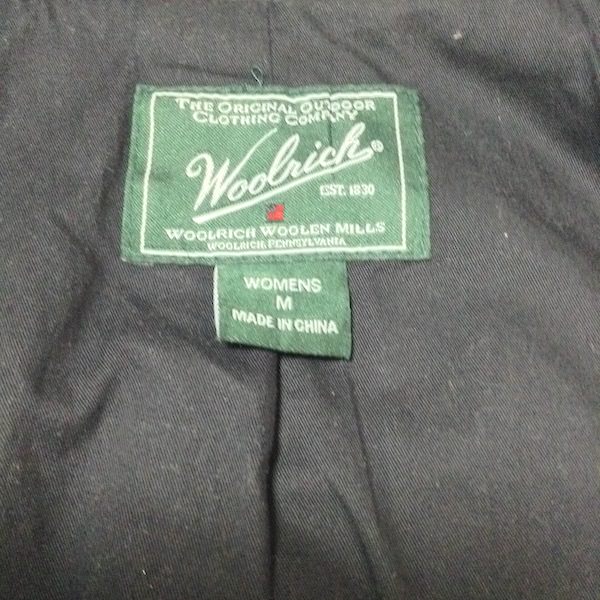 THE ORIGINAL OUTDOOR
CLOTHING COMPANY
Woolrich®
EST. 1830
WOOLRICH WOOLEN MILLS
WOOLRICH, PENNSYLVANIA
WOMENS
M
MADE IN CHINA